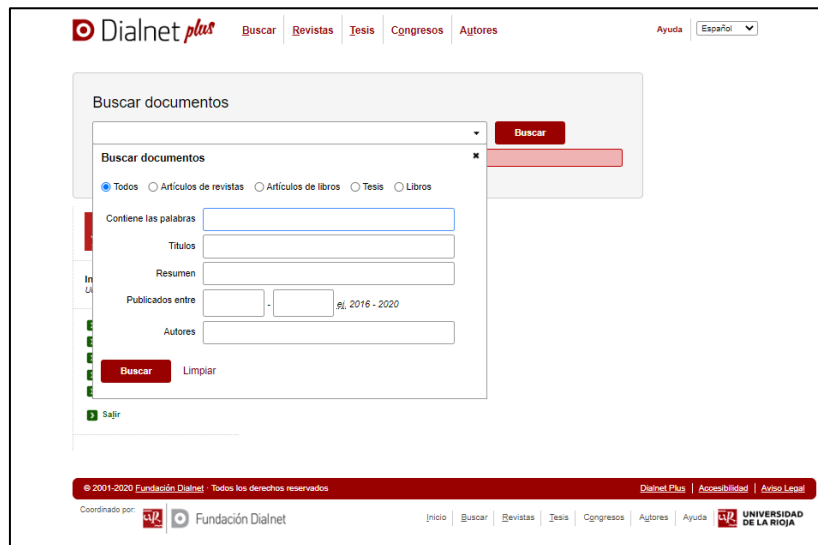 Dialnet plus Buscar Revistas Tesis Congresos Autores Ayuda Español
Buscar documentos
Buscar
Buscar documentos
Todos Artículos de revistas Artículos de libros Tesis Libros
Contiene las palabras
Titulos
Resumen
Publicados entre - ej. 2016 - 2020
Autores
Buscar Limpiar
Salir
© 2001-2020 Fundación Dialnet · Todos los derechos reservados Dialnet Plus Accesibilidad Aviso Legal
Coordinado por: Fundación Dialnet Inicio Buscar Revistas Tesis Congresos Autores Ayuda UNIVERSIDAD
DE LA RIOJA